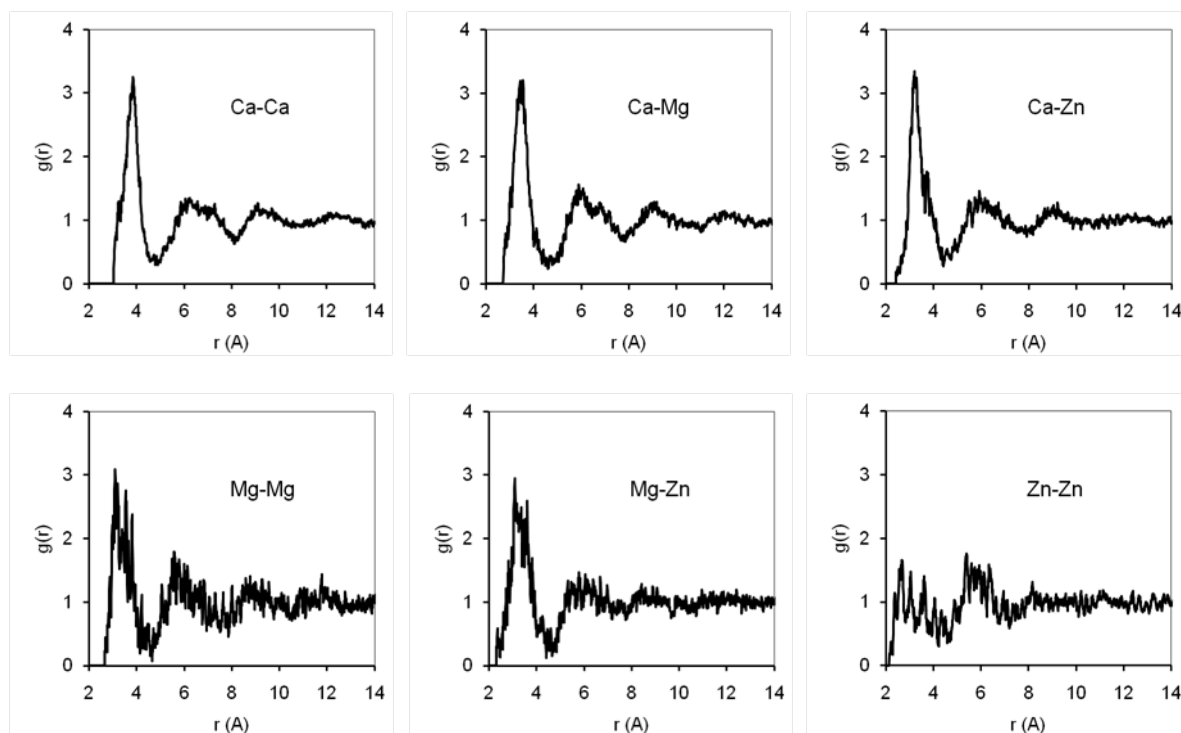 4 4 4
3 3 3
Ca-Ca Ca-Mg Ca-Zn
g(r) g(r) g(r)
2 2 2
1 1 1
0 0 0
2 4 6 8 10 12 14 2 4 6 8 10 12 14 2 4 6 8 10 12 14
r (A) r (A) r (A)
4 4 4
3 3 3
Mg-Mg Mg-Zn Zn-Zn
g(r) g(r) g(r)
2 2 2
1 1 1
0 0 0
2 4 6 8 10 12 14 2 4 6 8 10 12 14 2 4 6 8 10 12 14
r (A) r (A) r (A)